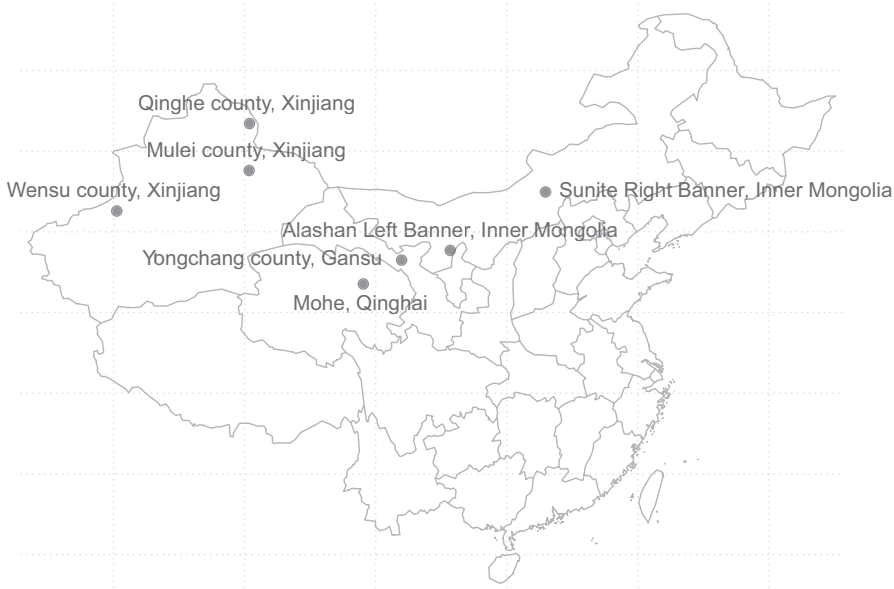 Qinghe county, Xinjiang
Mulei county, Xinjiang
Wensu county, Xinjiang
Sunite Right Banner, Inner Mongolia
Alashan Left Banner, Inner Mongolia
Yongchang county, Gansu
Mohe, Qinghai